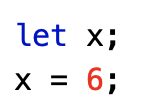 let x;
x = 6;